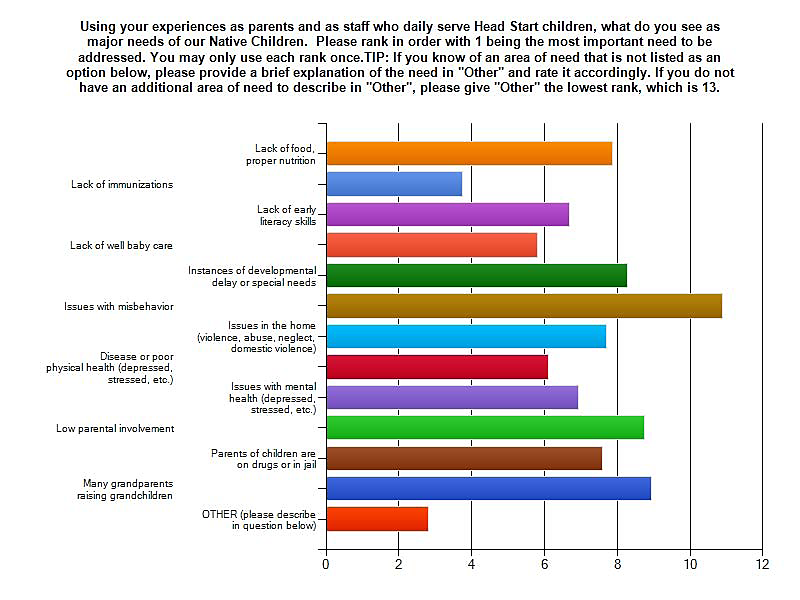 Using your experiences as parents and as staff who daily serve Head Start children, what do you see as
major needs of our Native Children.  Please rank in order with 1 being the most important need to be
addressed. You may only use each rank once.TIP: If you know of an area of need that is not listed as an
option below, please provide a brief explanation of the need in "Other" and rate it accordingly. If you do not
have an additional area of need to describe in "Other", please give "Other" the lowest rank, which is 13.
Lack of food,
proper nutrition
Lack of immunizations
Lack of early
literacy skills
Lack of well baby care
Instances of developmental
delay or special needs
Issues with misbehavior
Issues in the home
(violence, abuse, neglect,
domestic violence)
Disease or poor
physical health (depressed,
stressed, etc.)
Issues with mental
health (depressed,
stressed, etc.)
Low parental involvement
Parents of children are
on drugs or in jail
Many grandparents
raising grandchildren
OTHER (please describe
in question below)
0 2 4 6 8 10 12